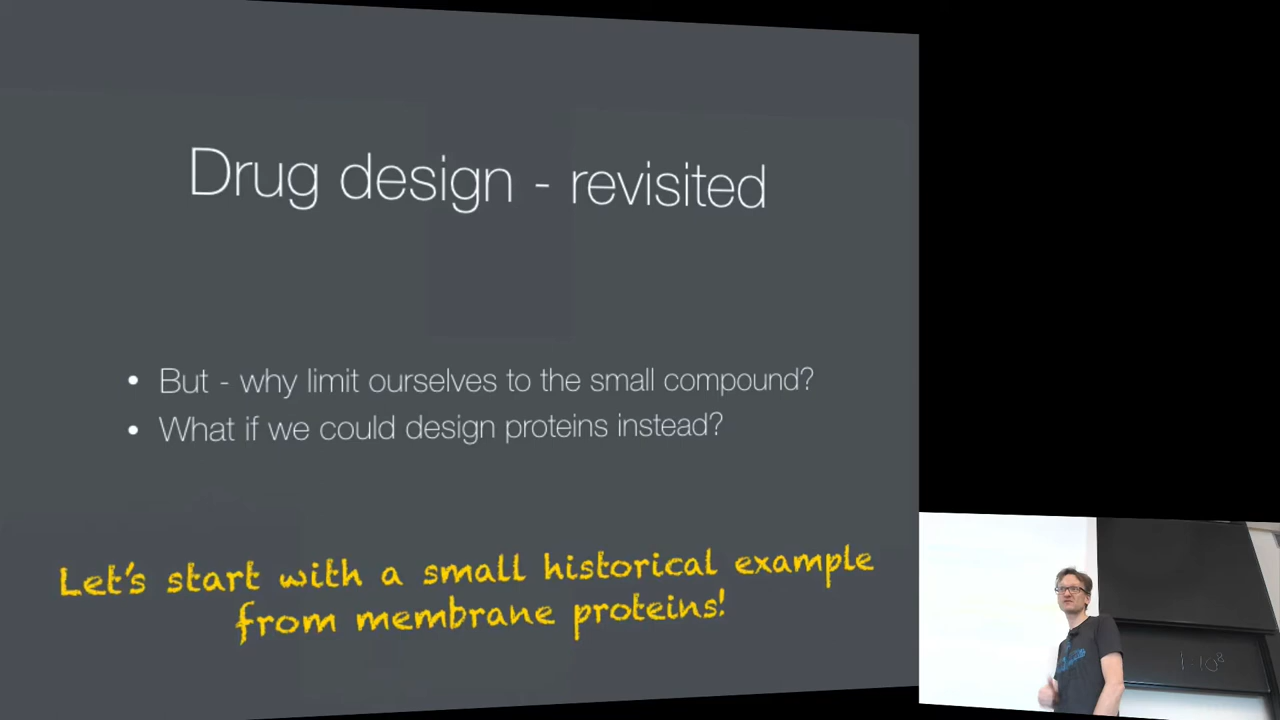 Drug design - revisited
• But - why limit ourselves to the small compound?
• What if we could design proteins instead?
Let's start with a small historical example
from membrane proteins!